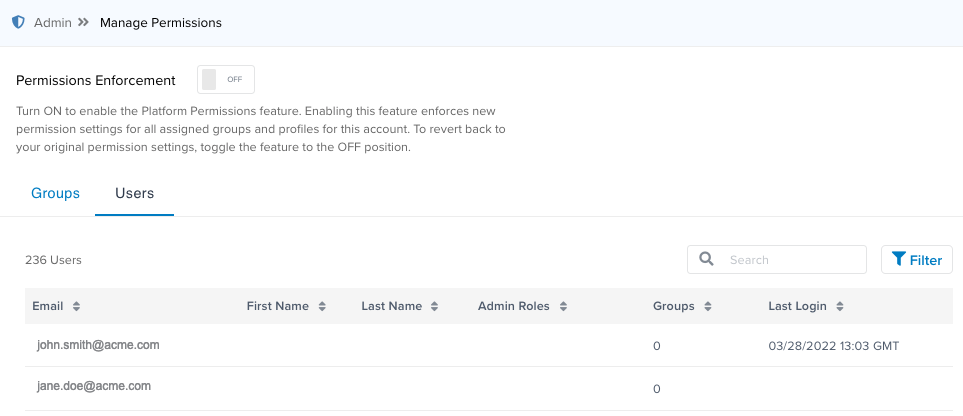 Admin Manage Permissions
Permissions Enforcement OFF
Turn ON to enable the Platform Permissions feature. Enabling this feature enforces new
permission settings for all assigned groups and profiles for this account. To revert back to
your original permission settings, toggle the feature to the OFF position.
Groups Users
236 Users Search Filter
Email First Name Last Name Admin Roles Groups Last Login
john.smith@acme.com 0 03/28/2022 13:03 GMT
jane.doe@acme.com 0